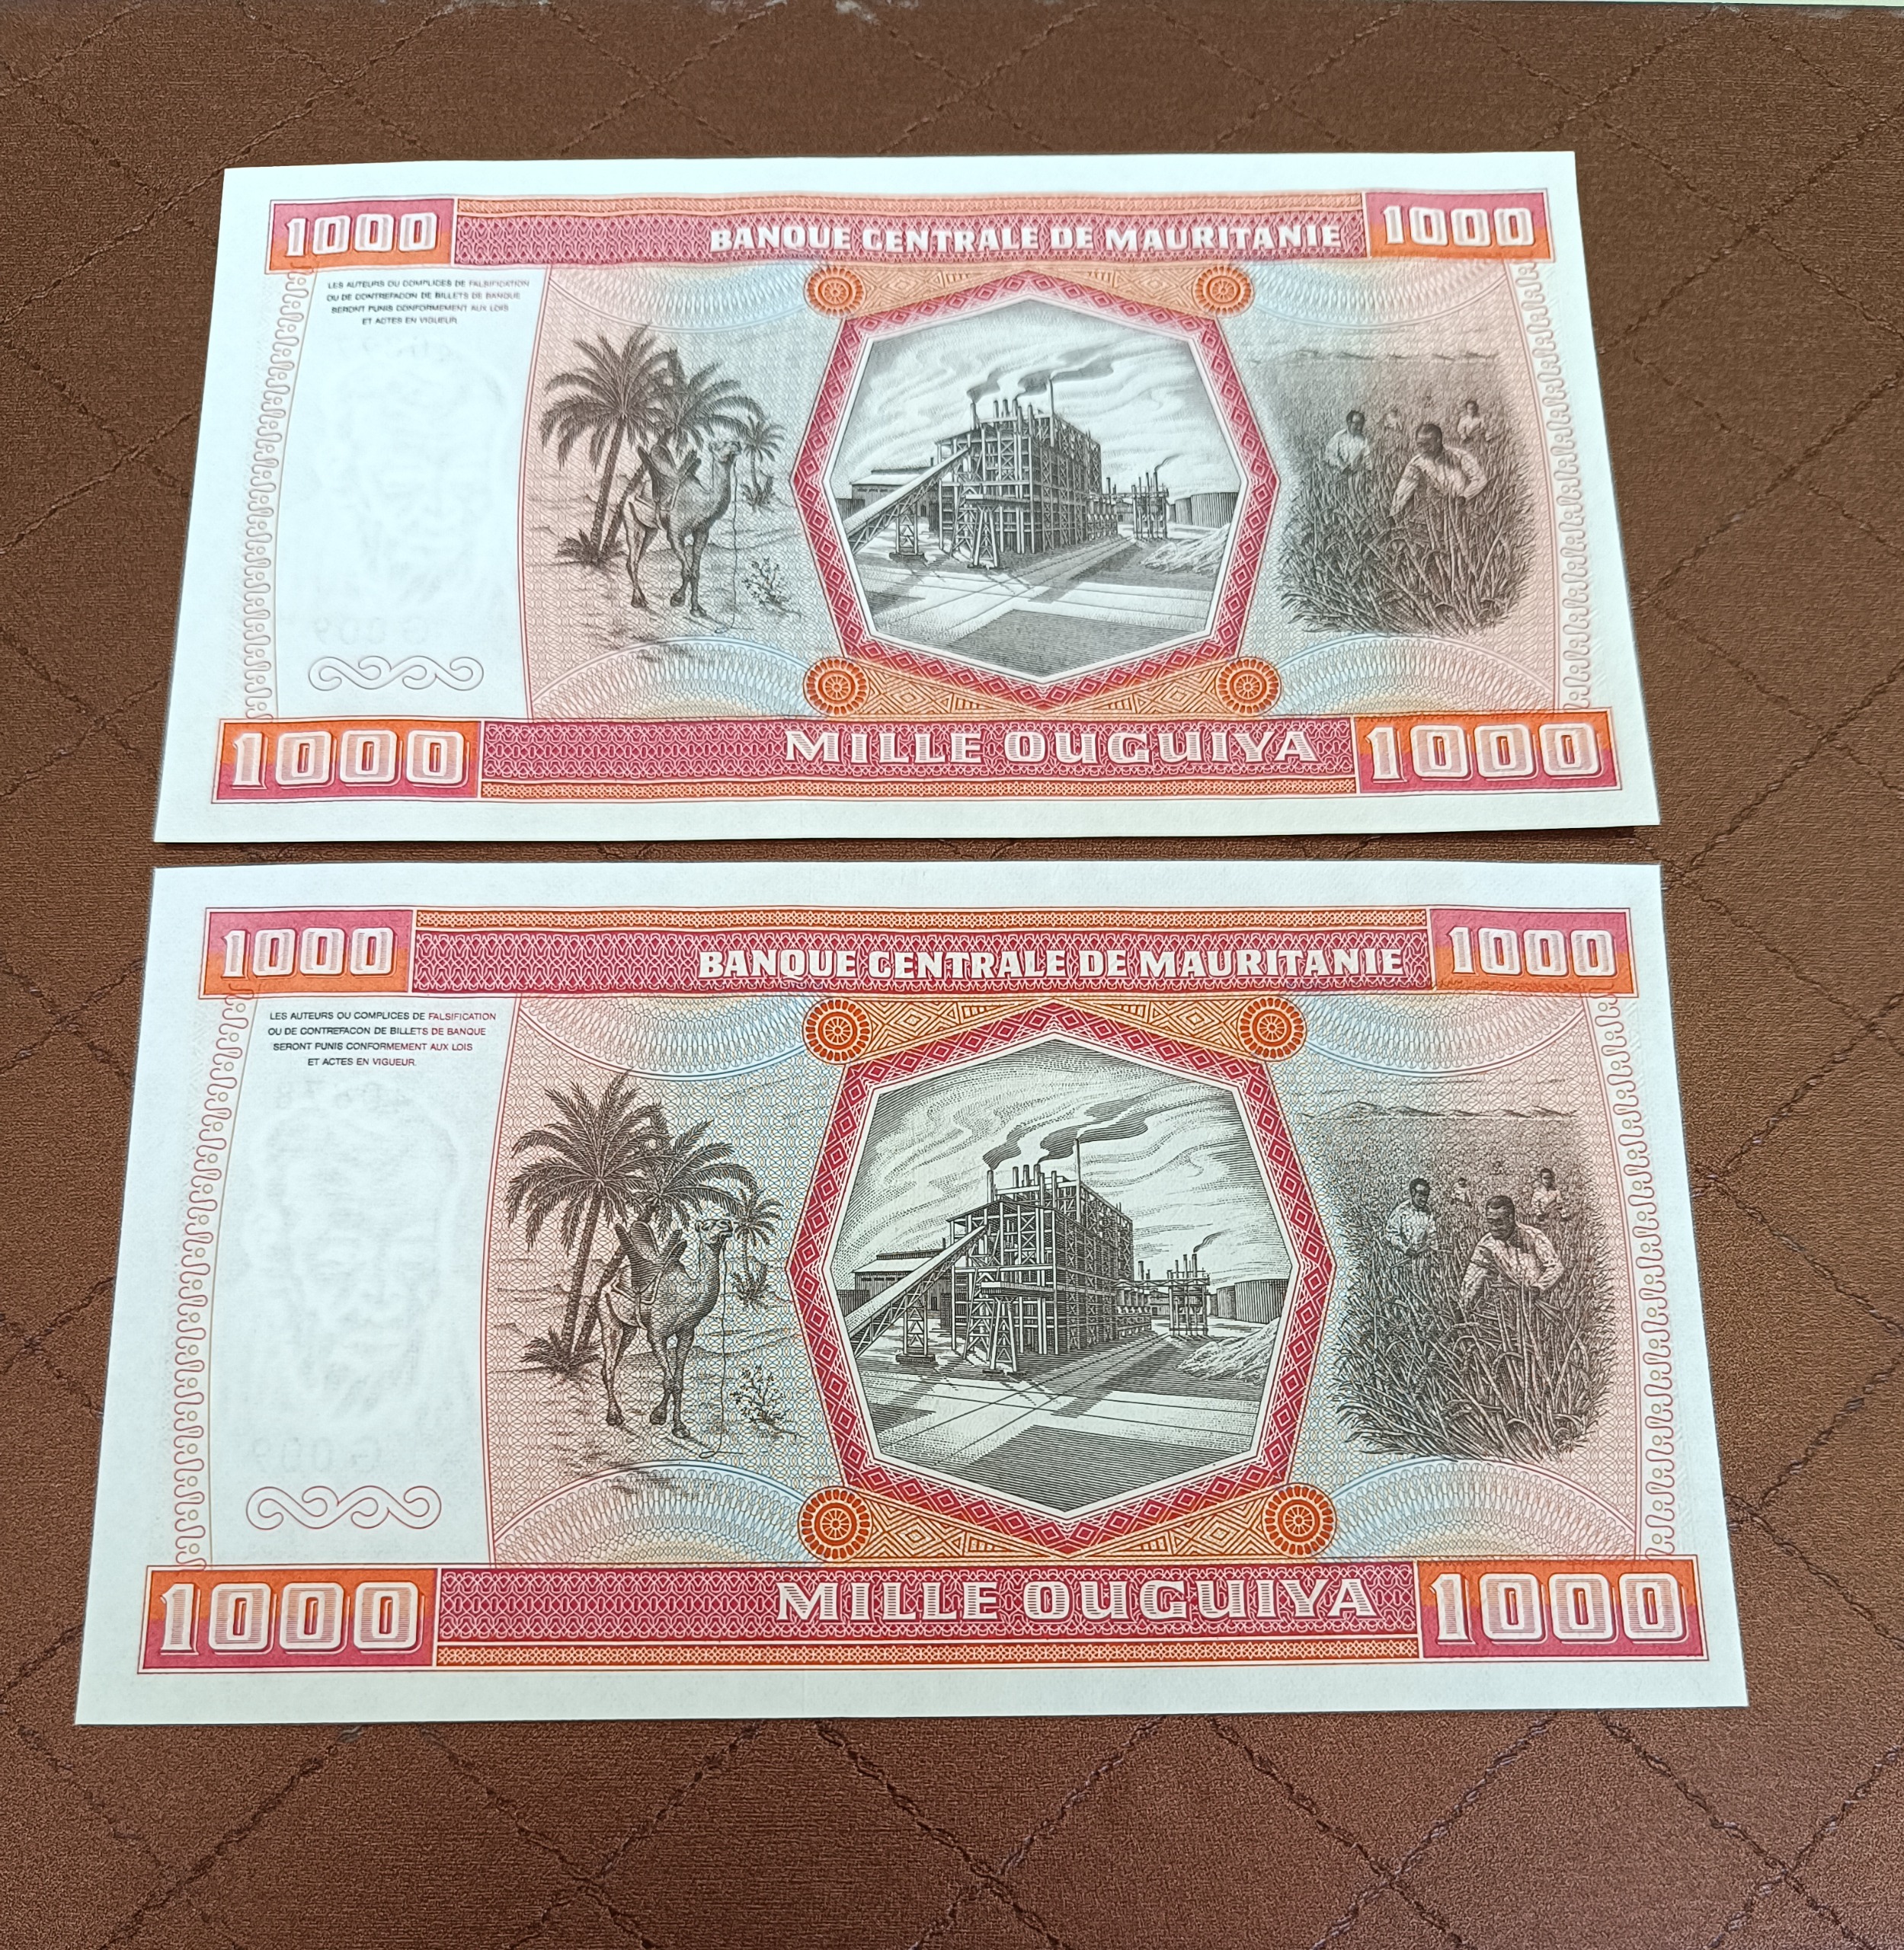 1000 BANQUE CENTRALE DE MAURITANIE 1000
LES AUTEURS OU COMPLICES DE FALSIFICATION
OU DE CONTREFACON DE BILLETS DE BANQUE
SERONT PUNIS CONFORMEMENT AUX LOIS
ET ACTES EN VIGUEUR.
G 009
1000 MILLE OUGUIYA 1000
1000 BANQUE CENTRALE DE MAURITANIE 1000
LES AUTEURS OU COMPLICES DE FALSIFICATION
OU DE CONTREFACON DE BILLETS DE BANQUE
SERONT PUNIS CONFORMEMENT AUX LOIS
ET ACTES EN VIGUEUR.
G 009
1000 MILLE OUGUIYA 1000